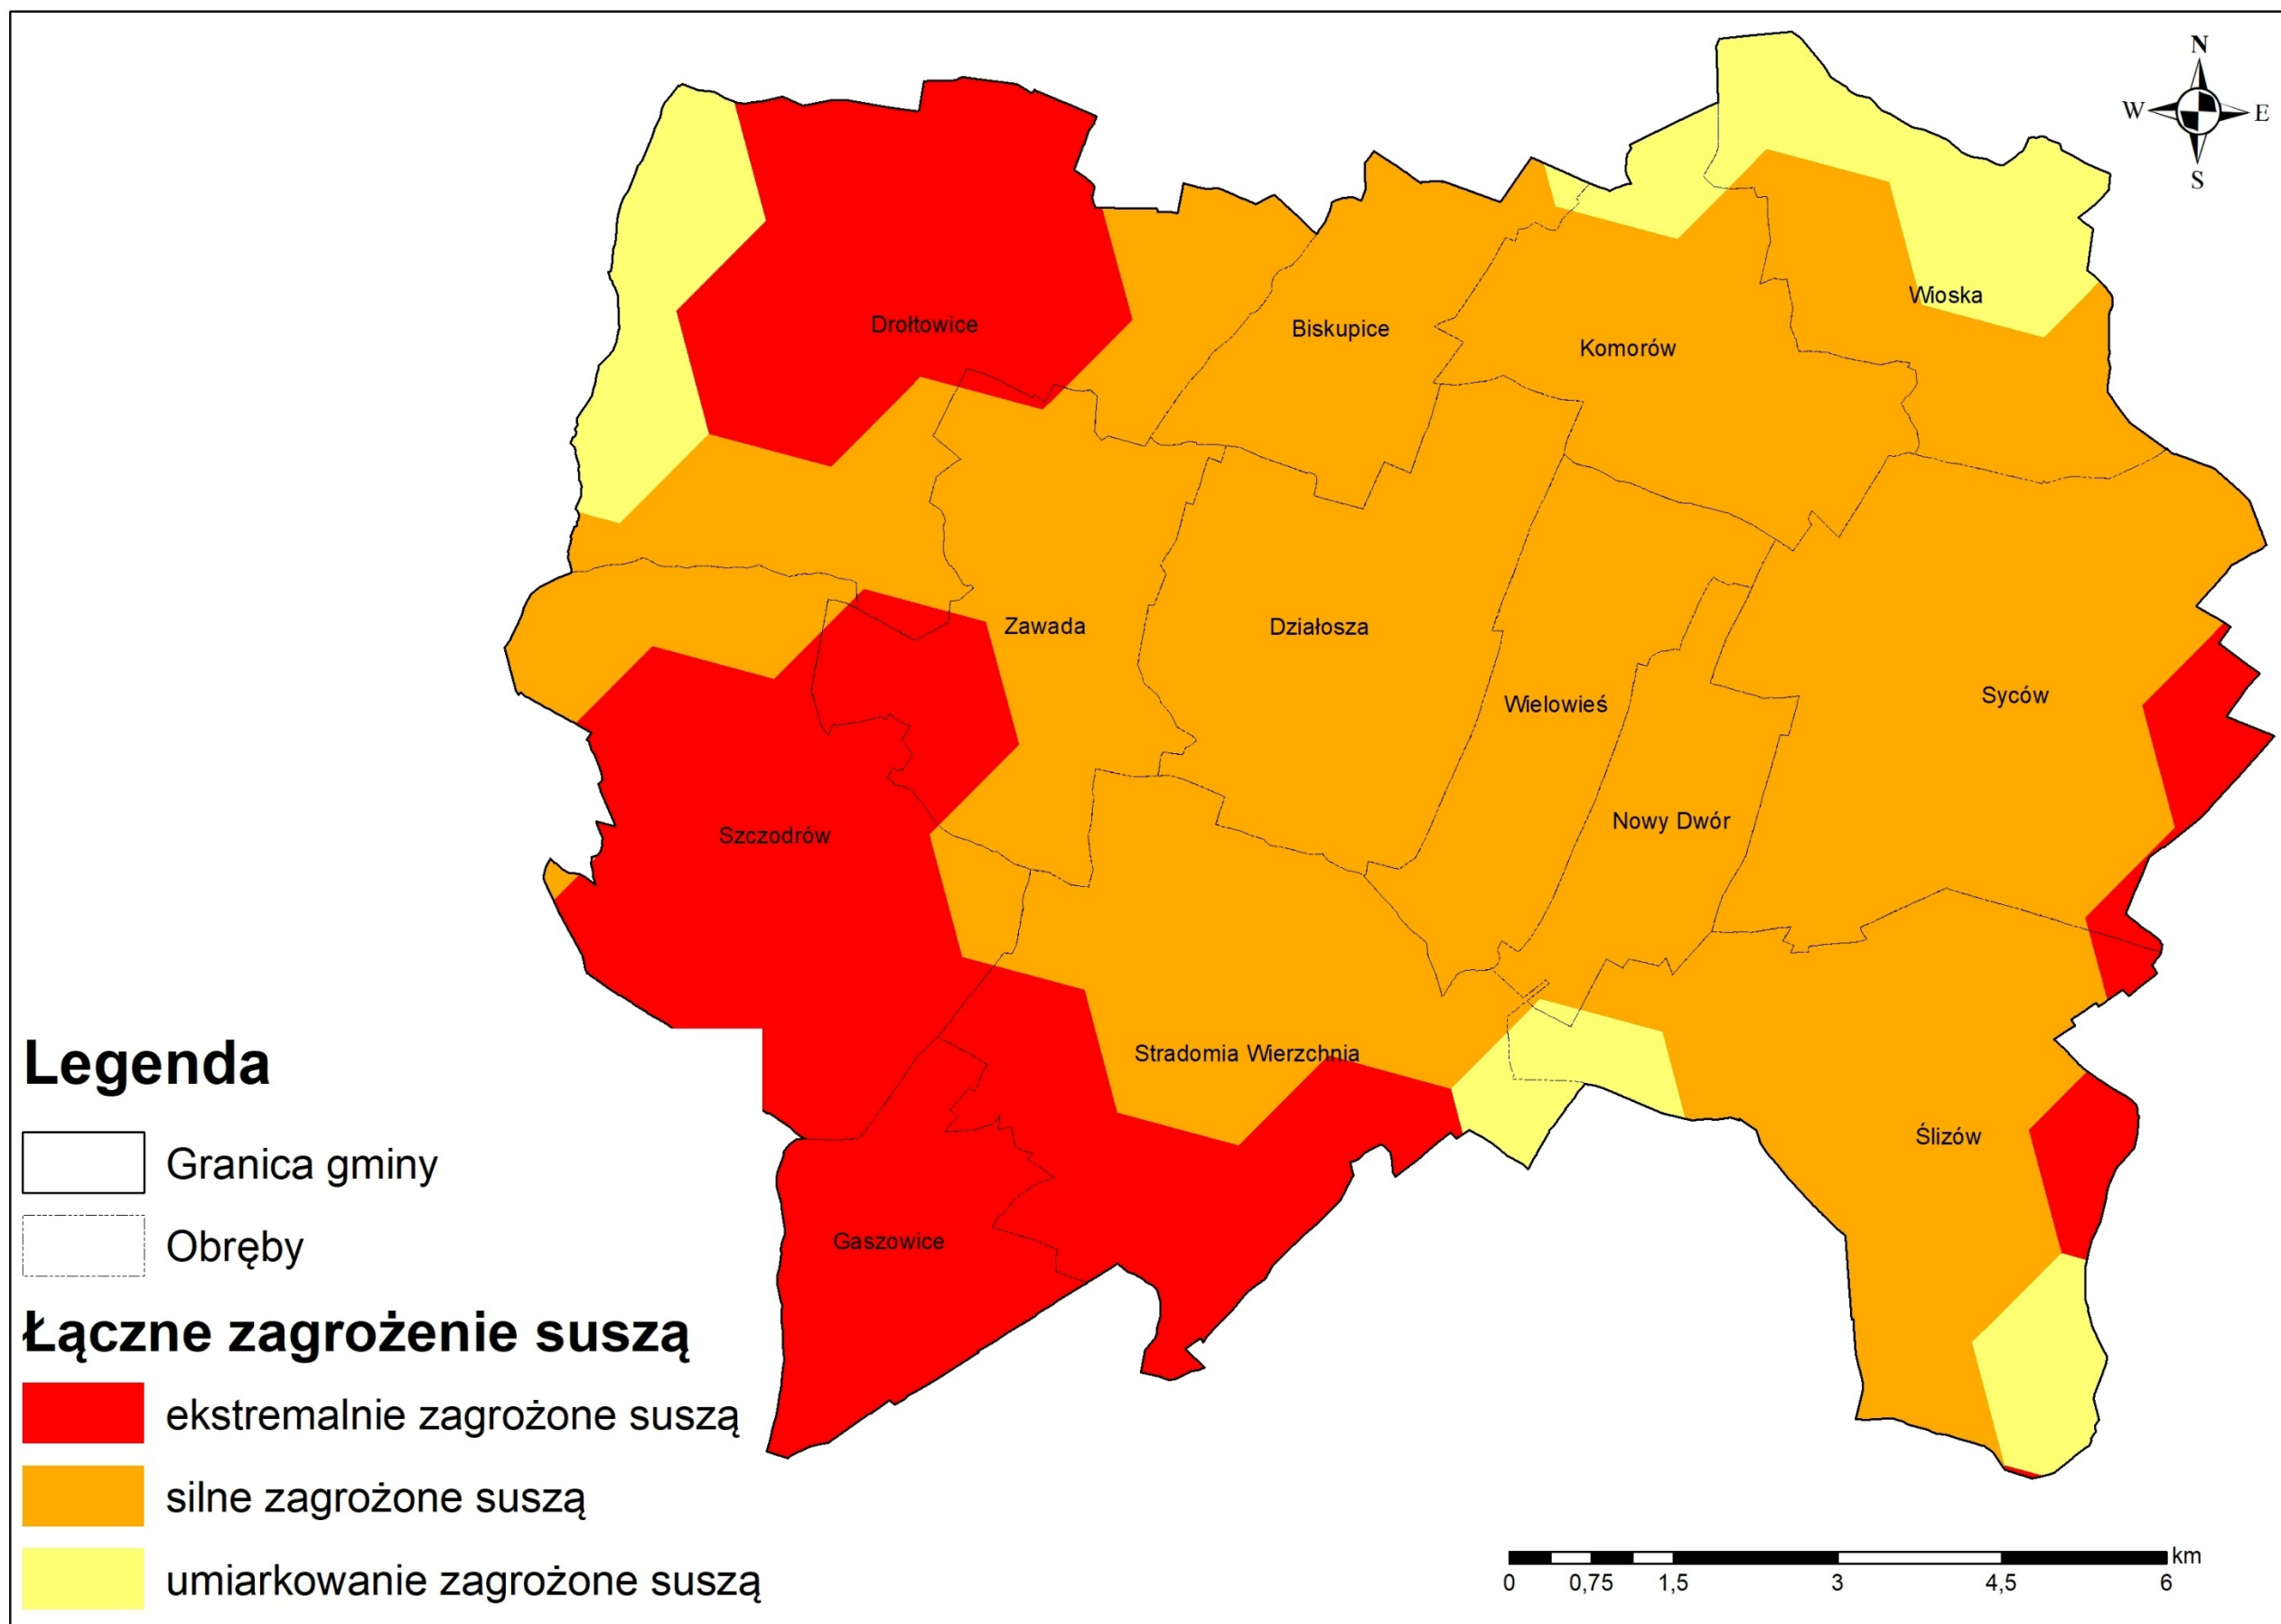 N
W E
S
Drołtowice
Biskupice
Komorów
Wioska
Zawada
Działosza
Wielowieś
Syców
Nowy Dwór
Szczodrów
Stradomia Wierzchnia
Ślizów
Gaszowice
Legenda
Granica gminy
Obręby
Łączne zagrożenie suszą
ekstremalnie zagrożone suszą
silne zagrożone suszą
umiarkowanie zagrożone suszą
km
0 0,75 1,5 3 4,5 6